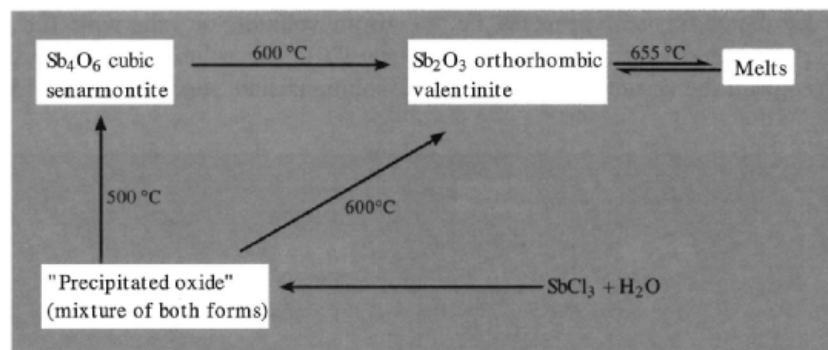 Sb₄O₆ cubic
senarmontite
600 °C
Sb₂O₃ orthorhombic
valentinite
655 °C
Melts
500 °C
600°C
"Precipitated oxide"
(mixture of both forms)
SbCl₃ + H₂O